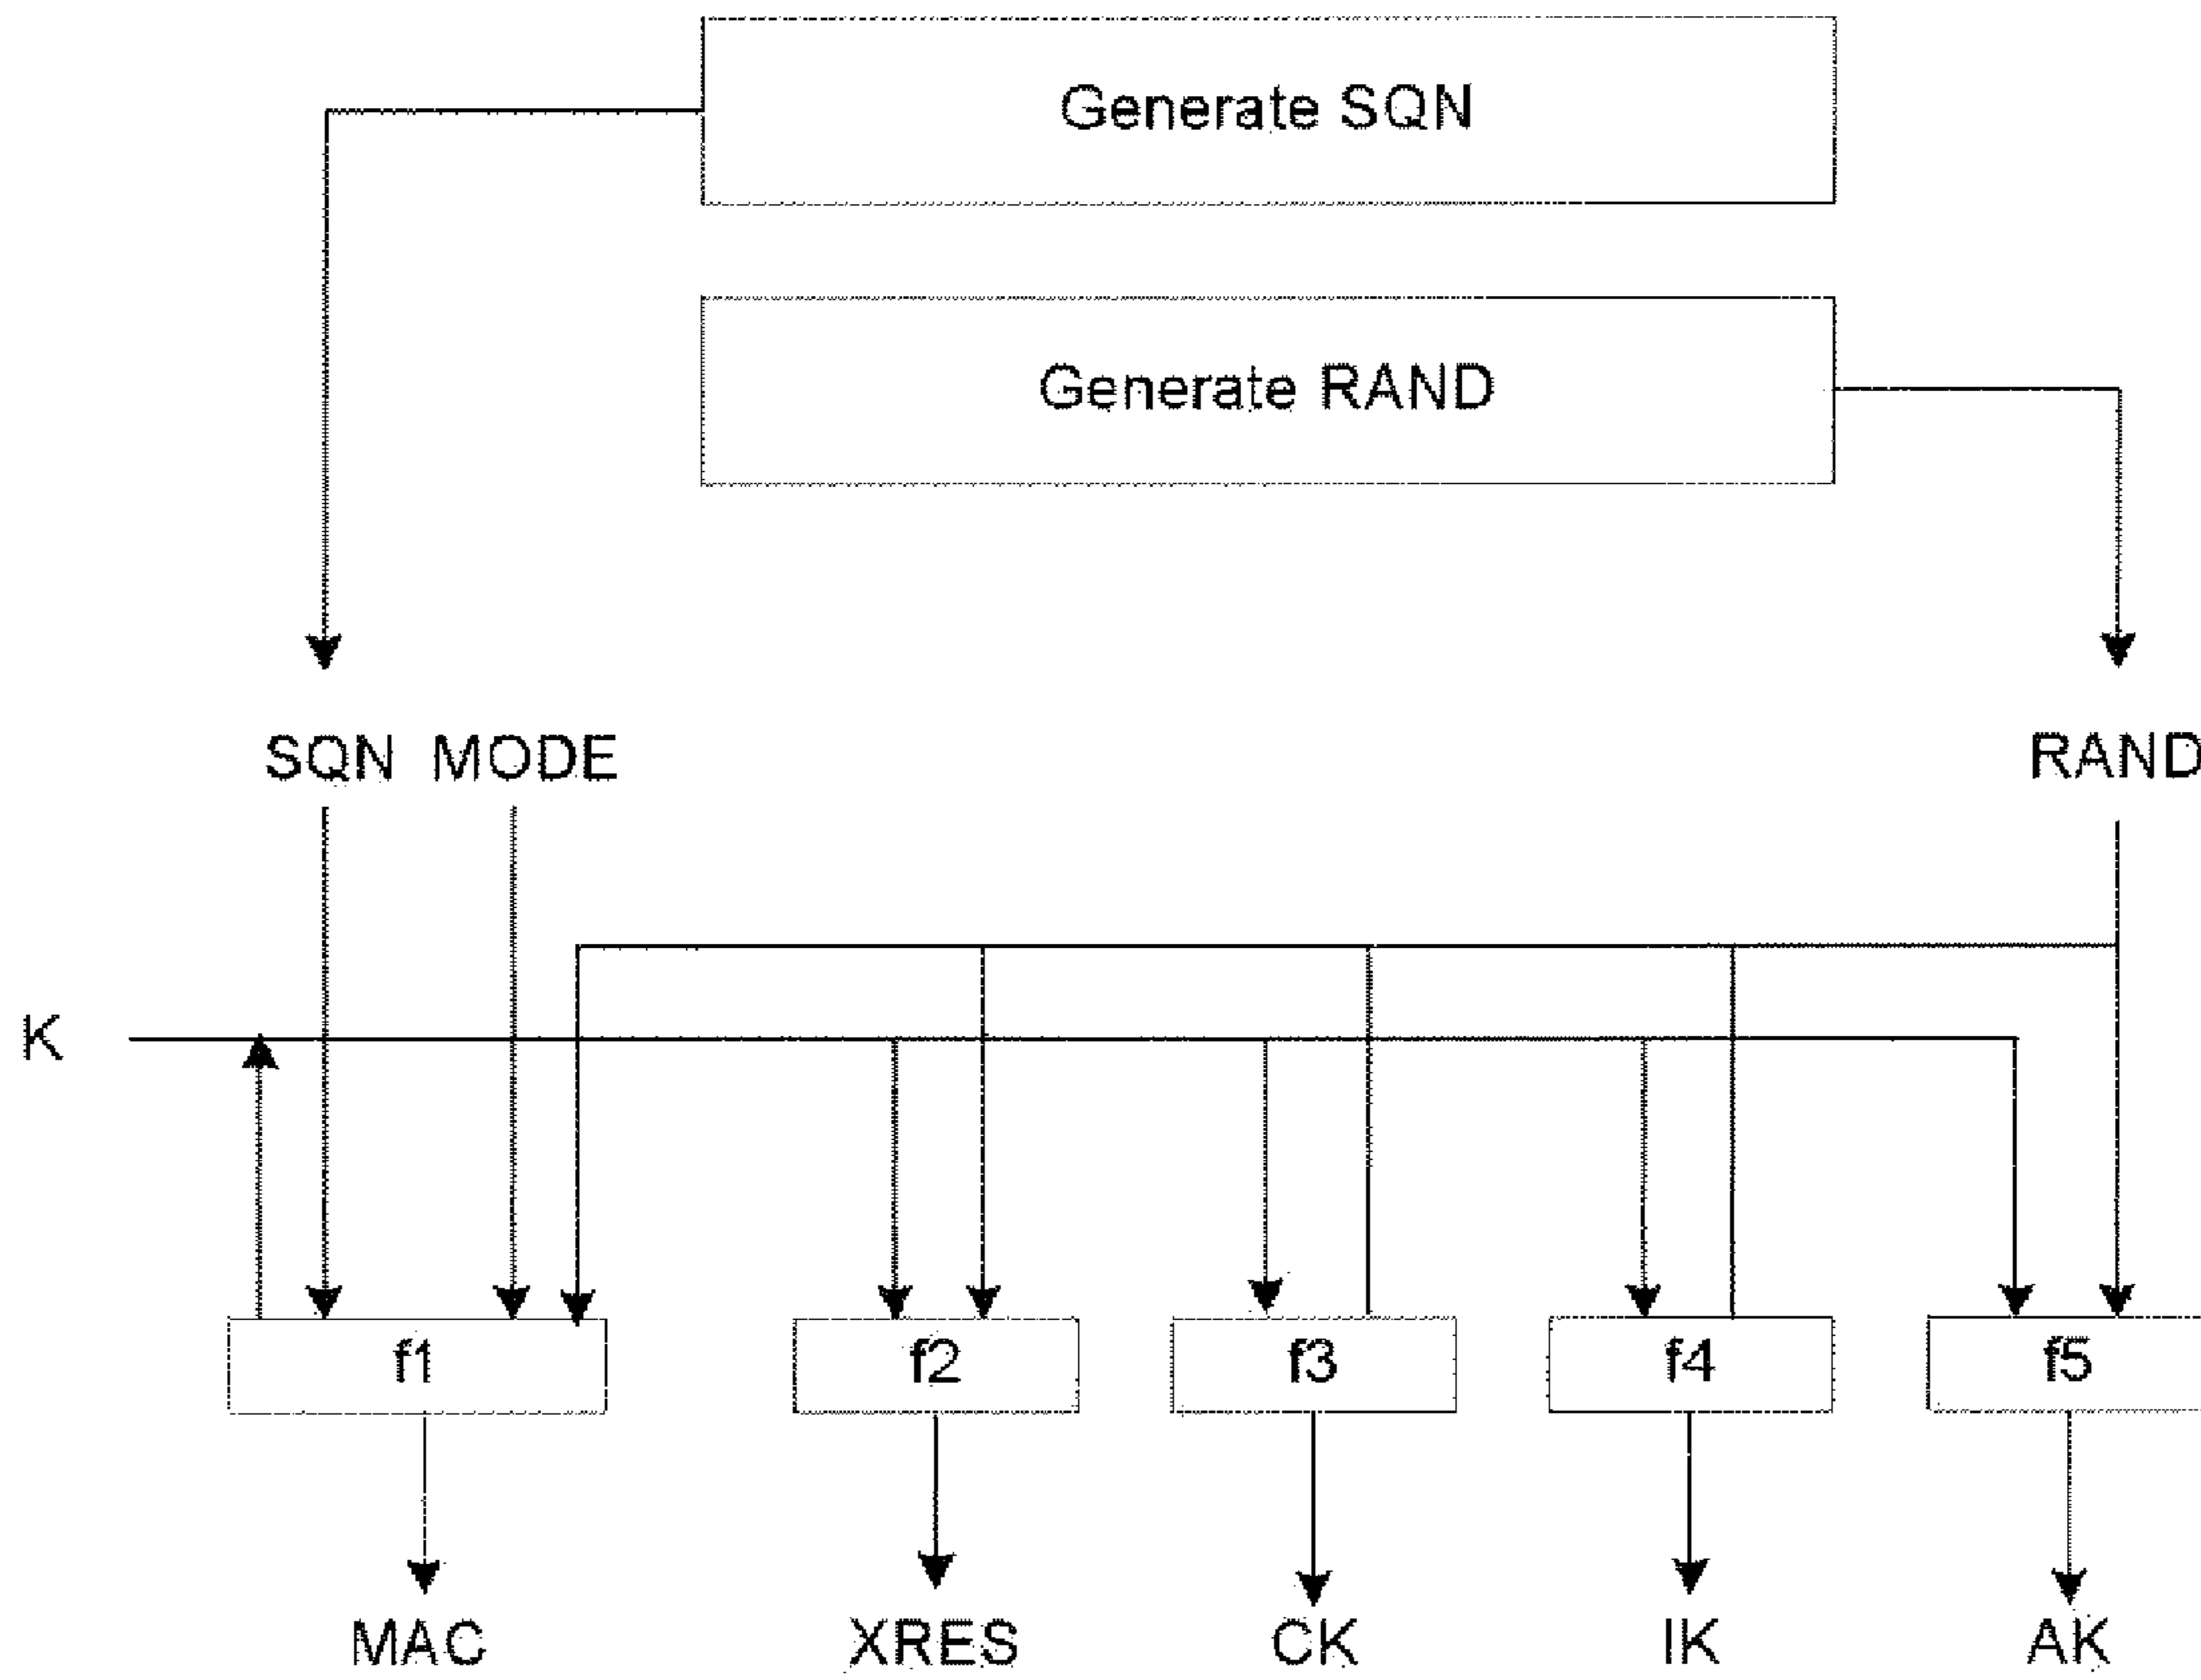 Generate SQN
Generate RAND
SQN MODE RAND
K
f1 f2 f3 f4 f5
MAC XRES CK IK AK